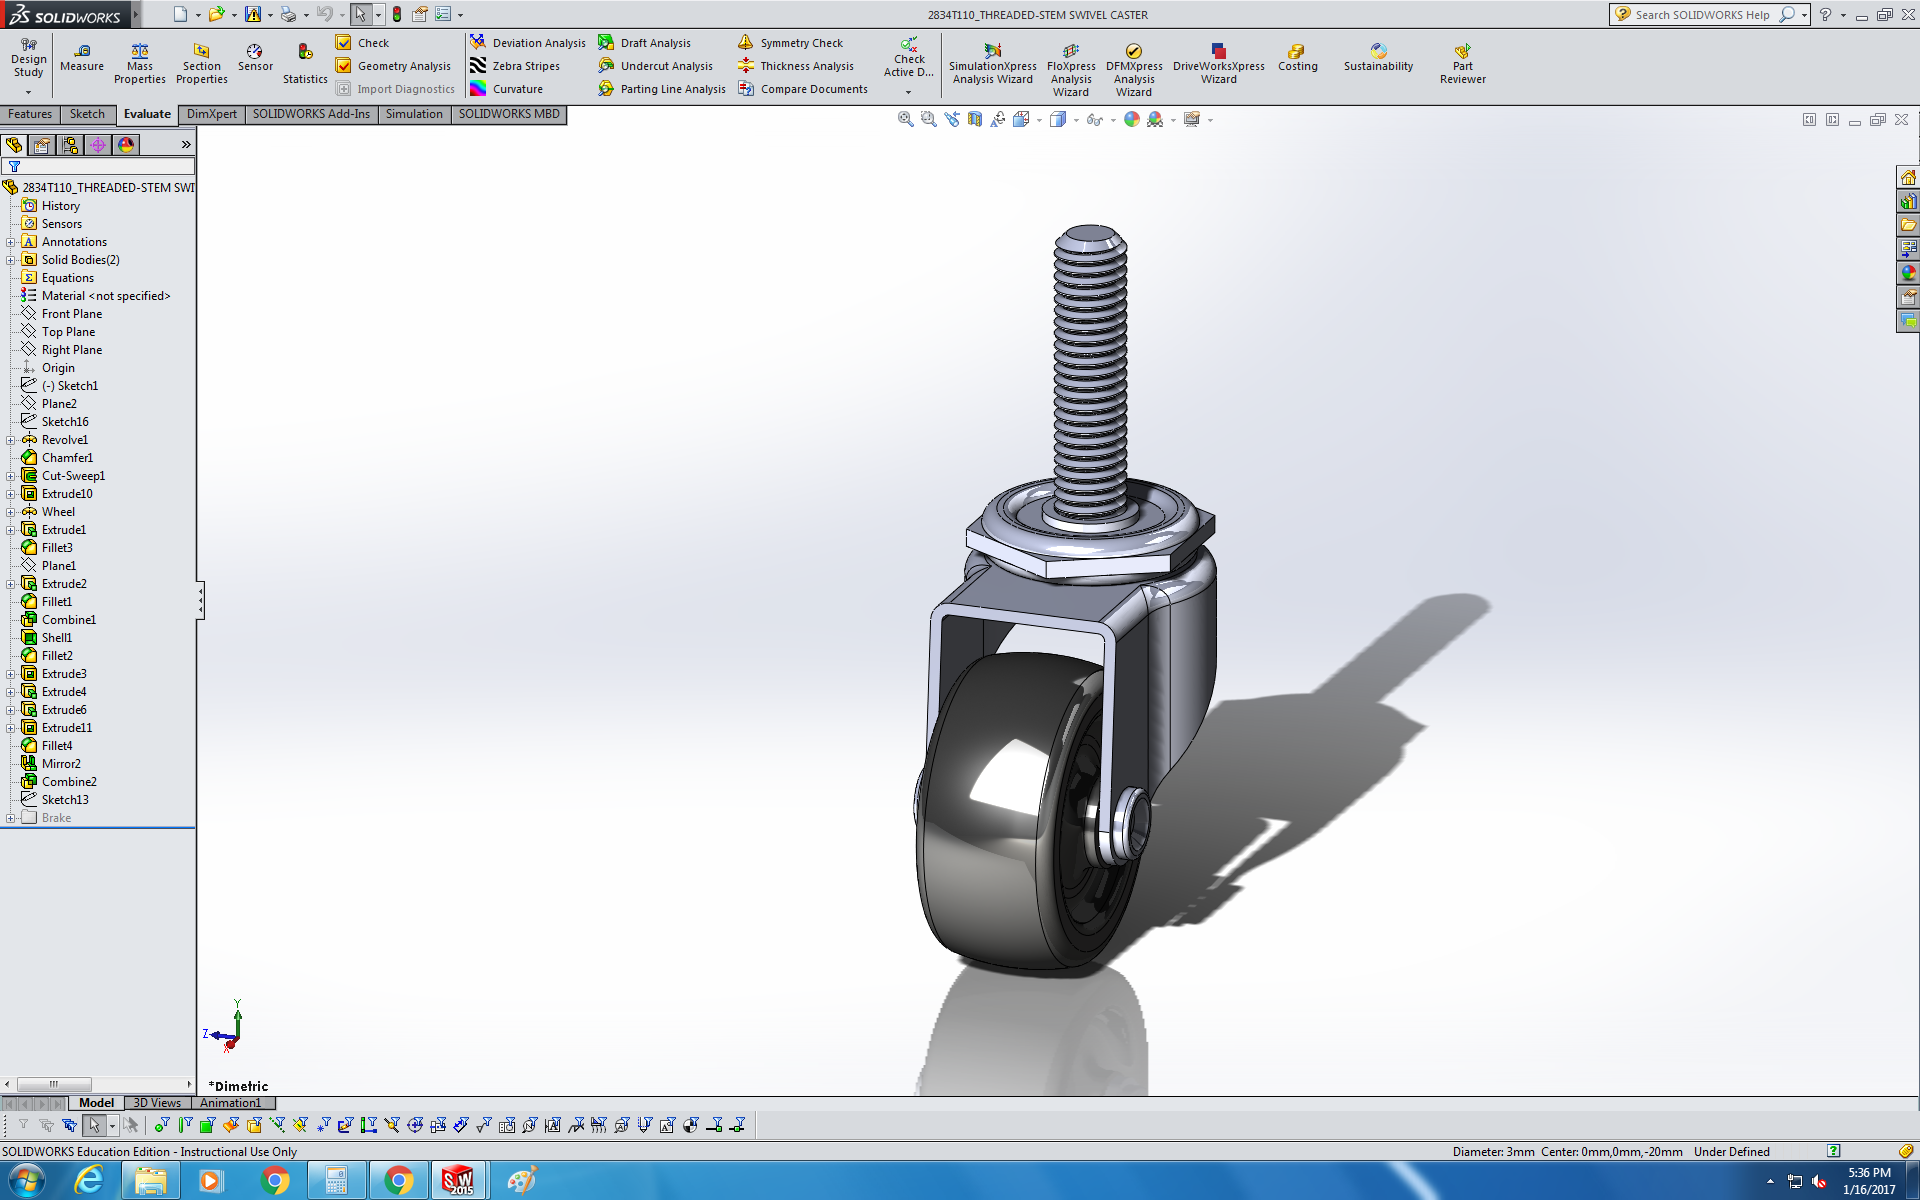 SOLIDWORKS
2834T110_THREADED-STEM SWIVEL CASTER
Search SOLIDWORKS Help
Design Study
Measure
Mass Properties
Section Properties
Sensor
Statistics
Check
Geometry Analysis
Import Diagnostics
Deviation Analysis
Zebra Stripes
Curvature
Draft Analysis
Undercut Analysis
Parting Line Analysis
Symmetry Check
Thickness Analysis
Compare Documents
Check Active D...
SimulationXpress Analysis Wizard
FloXpress Analysis Wizard
DFMXpress Analysis Wizard
DriveWorksXpress Wizard
Costing
Sustainability
Part Reviewer
Features
Sketch
Evaluate
DimXpert
SOLIDWORKS Add-Ins
Simulation
SOLIDWORKS MBD
2834T110_THREADED-STEM SWI
History
Sensors
Annotations
Solid Bodies(2)
Equations
Material <not specified>
Front Plane
Top Plane
Right Plane
Origin
(-) Sketch1
Plane2
Sketch16
Revolve1
Chamfer1
Cut-Sweep1
Extrude10
Wheel
Extrude1
Fillet3
Plane1
Extrude2
Fillet1
Combine1
Shell1
Fillet2
Extrude3
Extrude4
Extrude6
Extrude11
Fillet4
Mirror2
Combine2
Sketch13
Brake
Y
Z
X
*Dimetric
Model
3D Views
Animation1
SOLIDWORKS Education Edition - Instructional Use Only
Diameter: 3mm Center: 0mm,0mm,-20mm
Under Defined
SW
2015
5:36 PM
1/16/2017